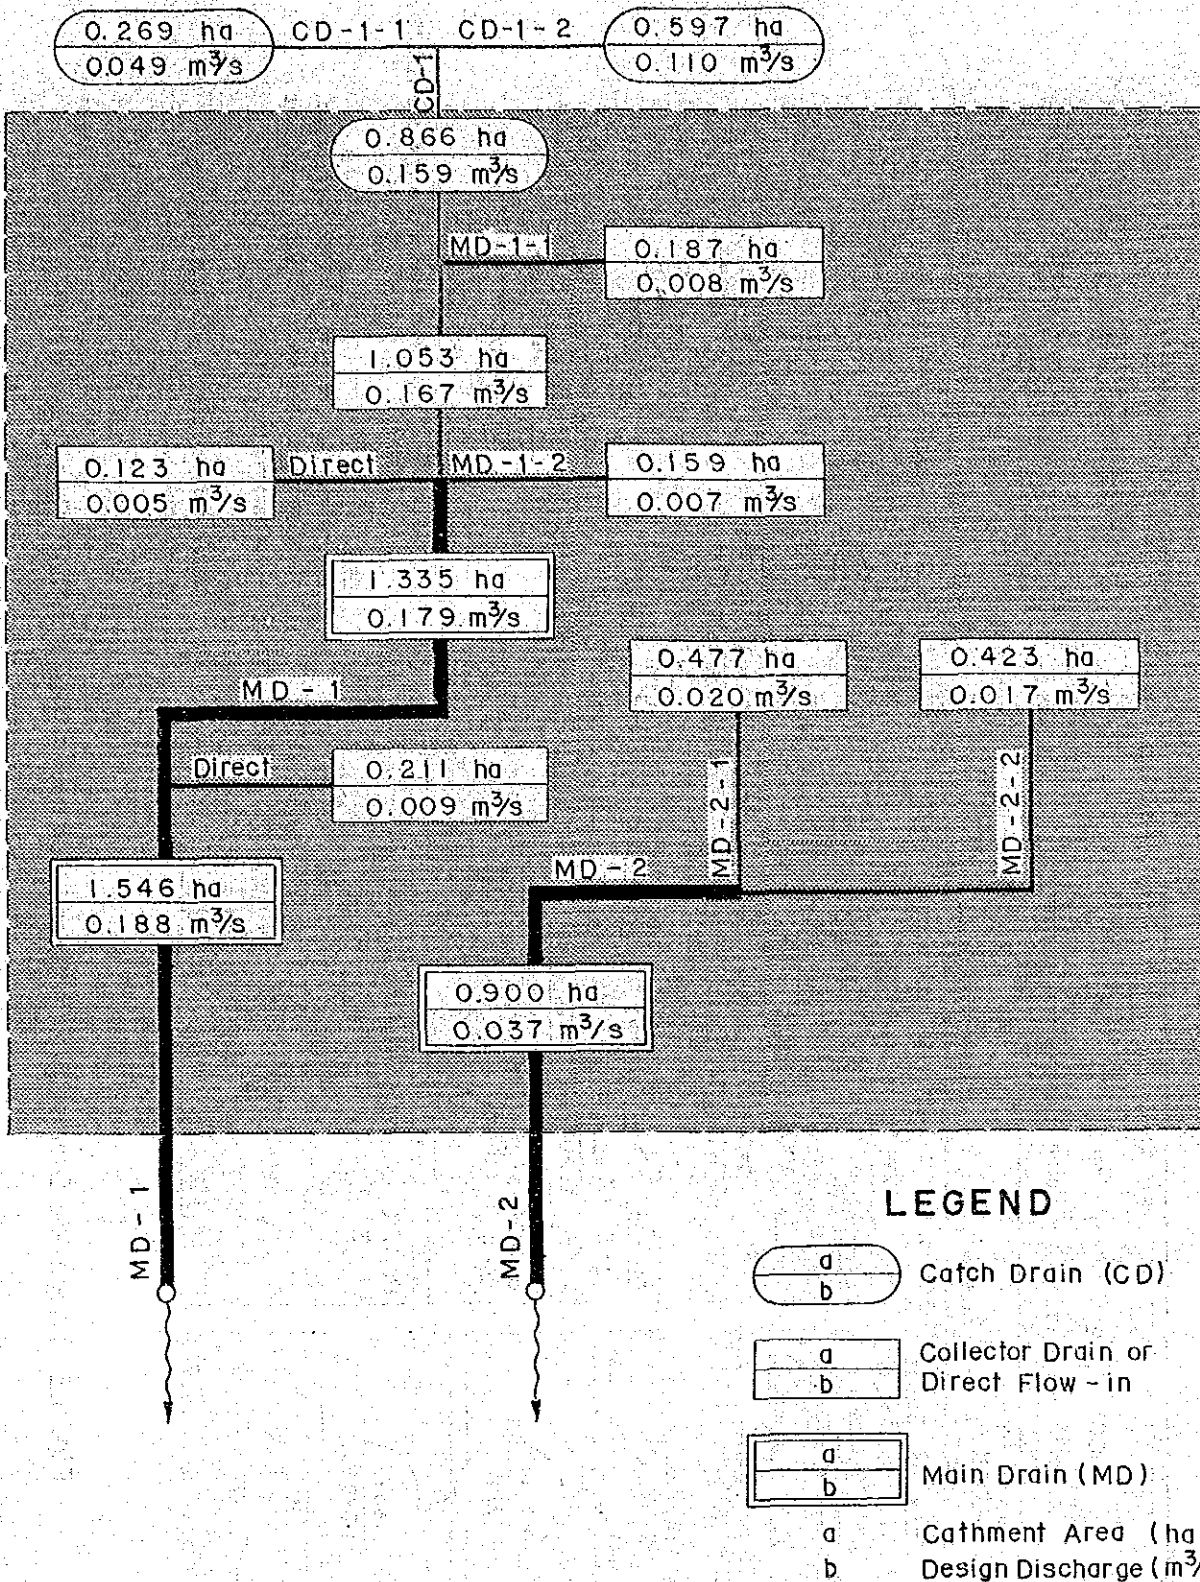 0.269 ha
0.049 m³/s
CD-1-1
CD-1-2
0.597 ha
0.110 m³/s
CD-1
0.866 ha
0.159 m³/s
MD-1-1
0.187 ha
0.008 m³/s
1.053 ha
0.167 m³/s
0.123 ha
0.005 m³/s
Direct
MD-1-2
0.159 ha
0.007 m³/s
1.335 ha
0.179 m³/s
MD-1
0.477 ha
0.020 m³/s
0.423 ha
0.017 m³/s
Direct
0.211 ha
0.009 m³/s
MD-2-1
MD-2-2
MD-2
1.546 ha
0.188 m³/s
0.900 ha
0.037 m³/s
MD-1
MD-2
LEGEND
a
b
Catch Drain (CD)
a
b
Collector Drain or
Direct Flow-in
a
b
Main Drain (MD)
a Cathment Area (ha
b Design Discharge (m³/